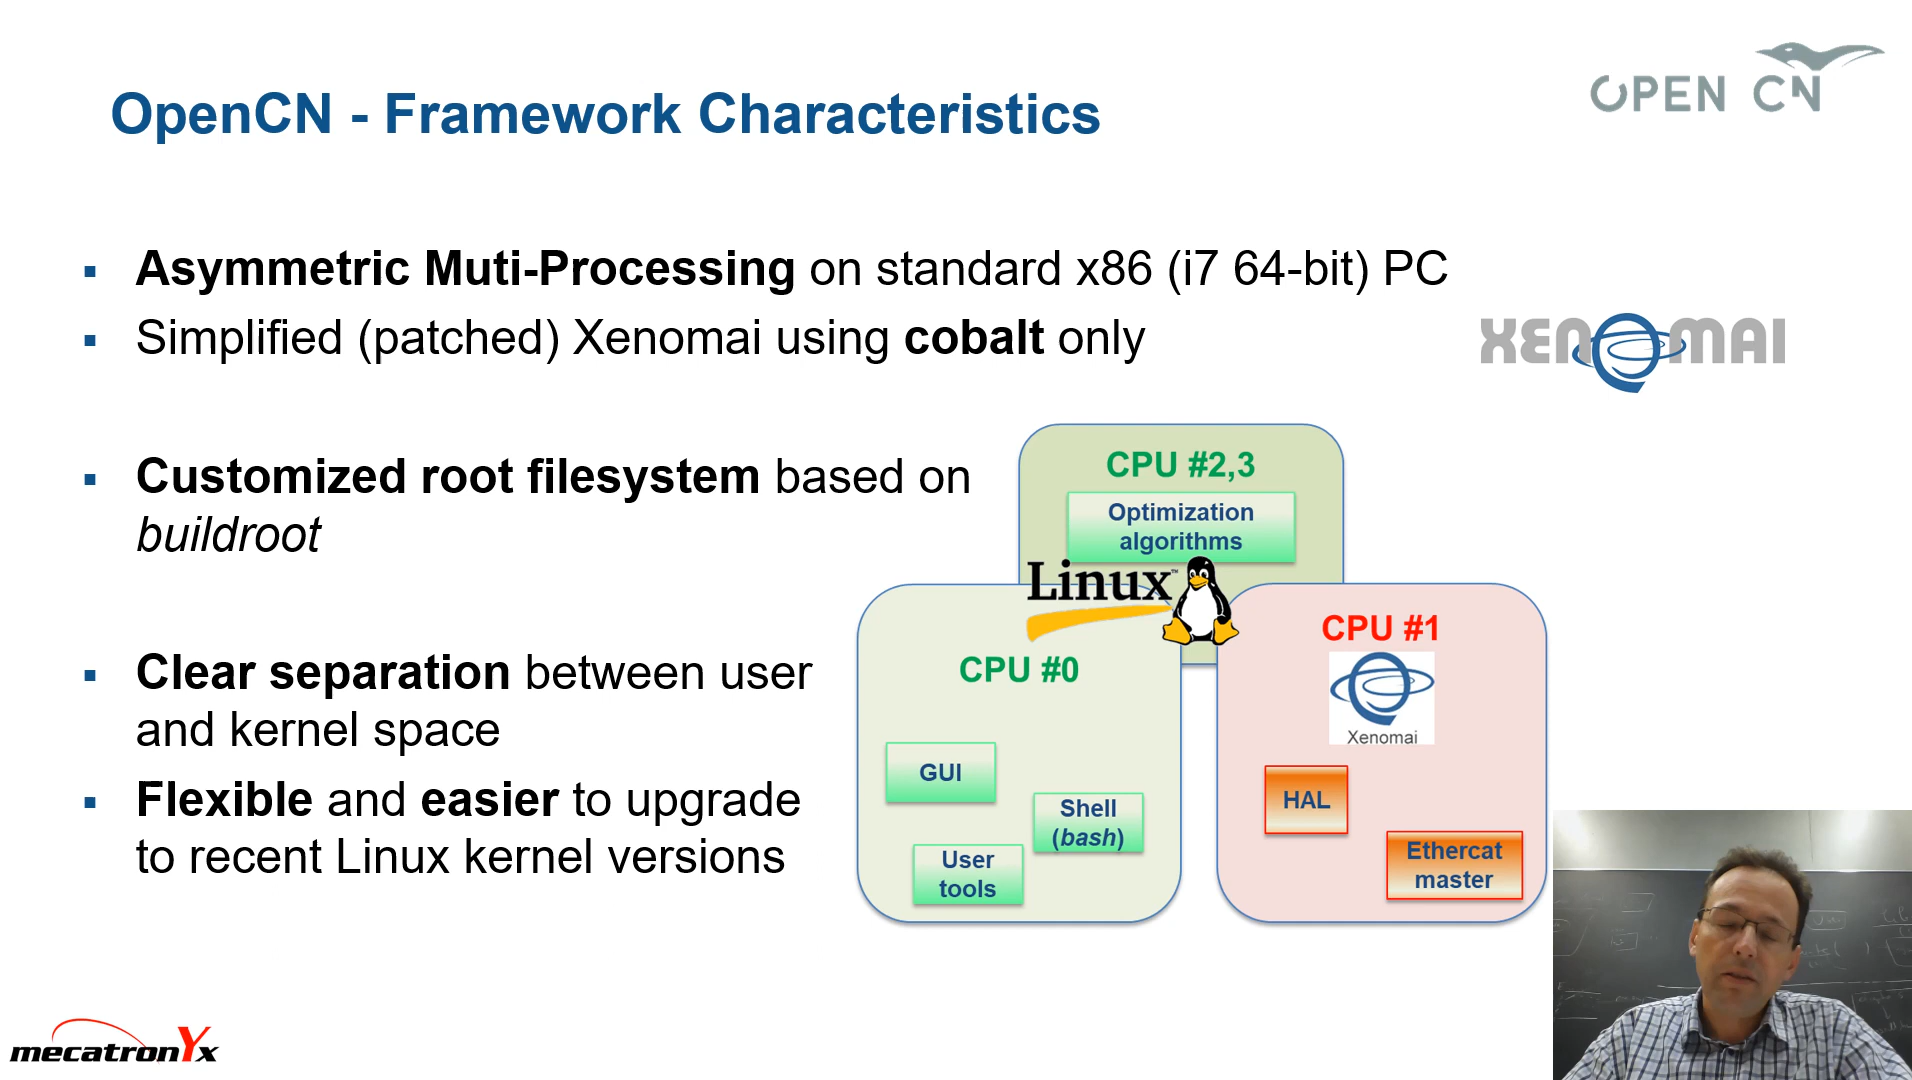 OPEN CN
OpenCN - Framework Characteristics
Asymmetric Muti-Processing on standard x86 (i7 64-bit) PC
Simplified (patched) Xenomai using cobalt only
XENOMAI
Customized root filesystem based on
buildroot
Clear separation between user
and kernel space
Flexible and easier to upgrade
to recent Linux kernel versions
CPU #2,3
Optimization
algorithms
Linux™
CPU #0
GUI
Shell
(bash)
User
tools
CPU #1
Xenomai
HAL
Ethercat
master
mecatronYx